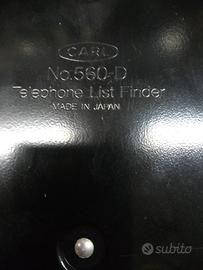 CARL
No.560-D
Telephone List Finder
MADE IN JAPAN
subito